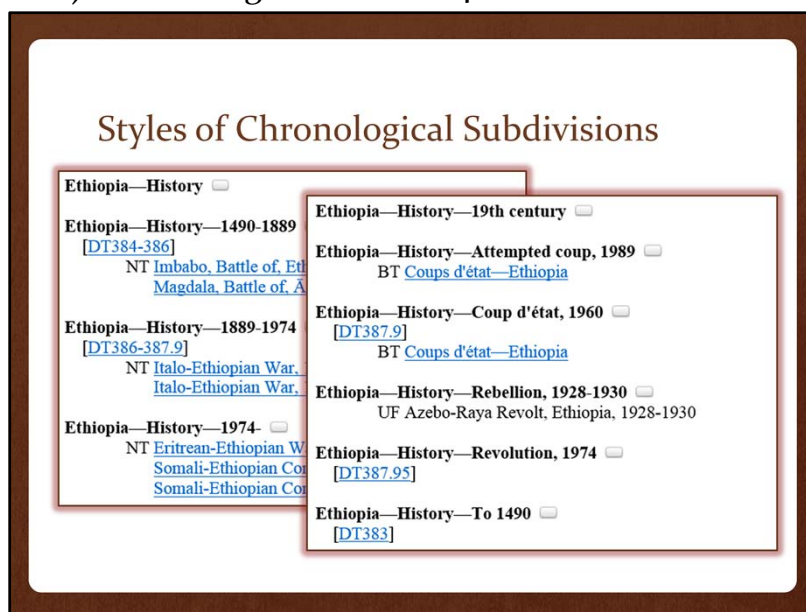 Styles of Chronological Subdivisions
Ethiopia—History
Ethiopia—History—1490-1889
[DT384-386]
NT Imbabo, Battle of, Eth
Magdala, Battle of, Ā
Ethiopia—History—1889-1974
[DT386-387.9]
NT Italo-Ethiopian War,
Italo-Ethiopian War,
Ethiopia—History—1974-
NT Eritrean-Ethiopian W
Somali-Ethiopian Con
Somali-Ethiopian Con
Ethiopia—History—19th century
Ethiopia—History—Attempted coup, 1989
BT Coups d'état—Ethiopia
Ethiopia—History—Coup d'état, 1960
[DT387.9]
BT Coups d'état—Ethiopia
Ethiopia—History—Rebellion, 1928-1930
UF Azebo-Raya Revolt, Ethiopia, 1928-1930
Ethiopia—History—Revolution, 1974
[DT387.95]
Ethiopia—History—To 1490
[DT383]